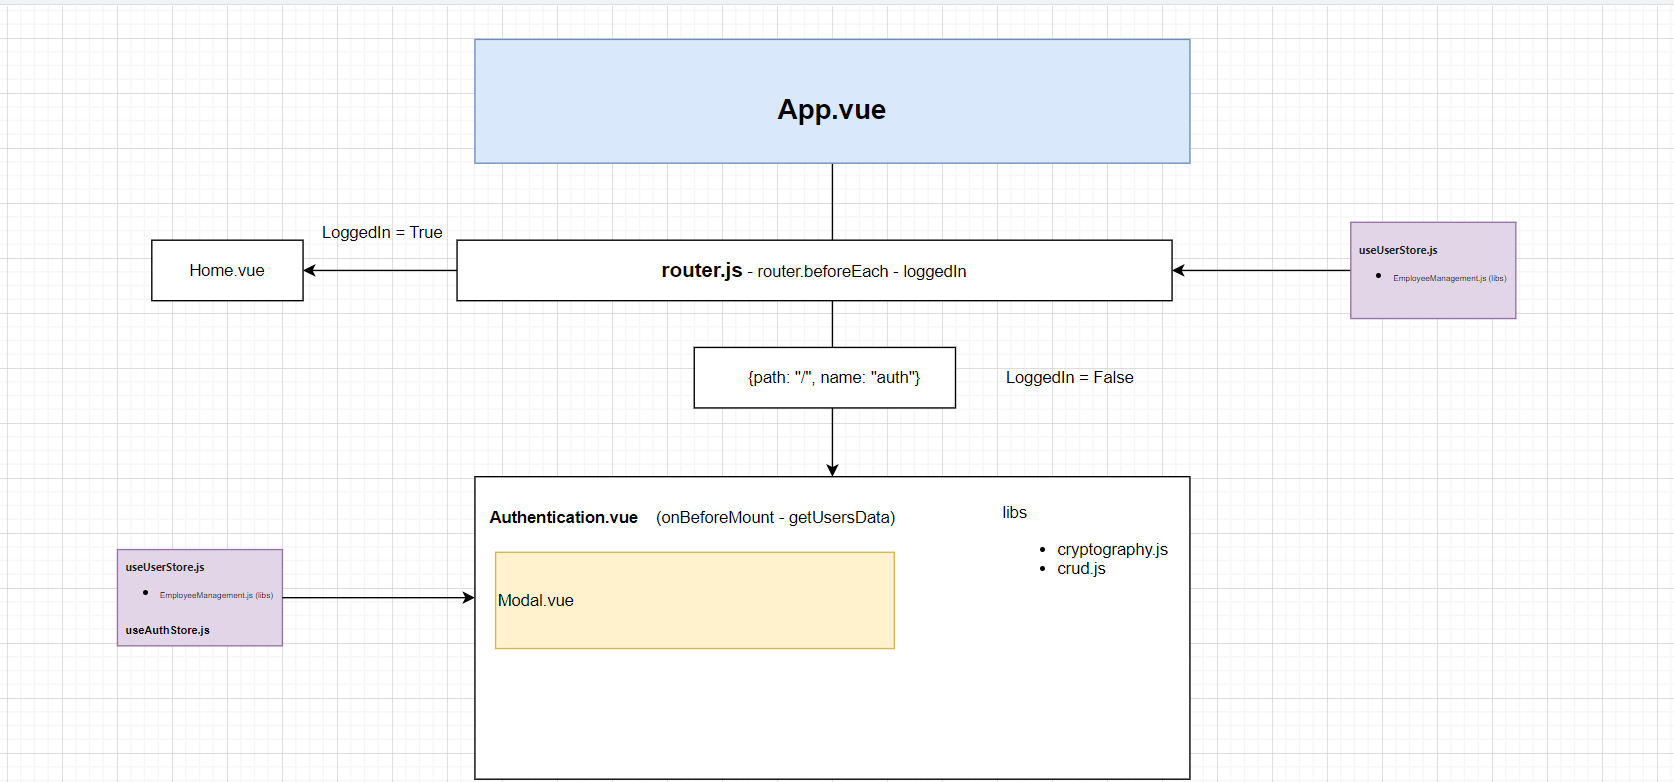 App.vue
LoggedIn = True
Home.vue
router.js - router.beforeEach - loggedIn
useUserStore.js
EmployeeManagement.js (libs)
{path: "/", name: "auth"}
LoggedIn = False
Authentication.vue (onBeforeMount - getUsersData)
libs
cryptography.js
crud.js
Modal.vue
useUserStore.js
EmployeeManagement.js (libs)
useAuthStore.js